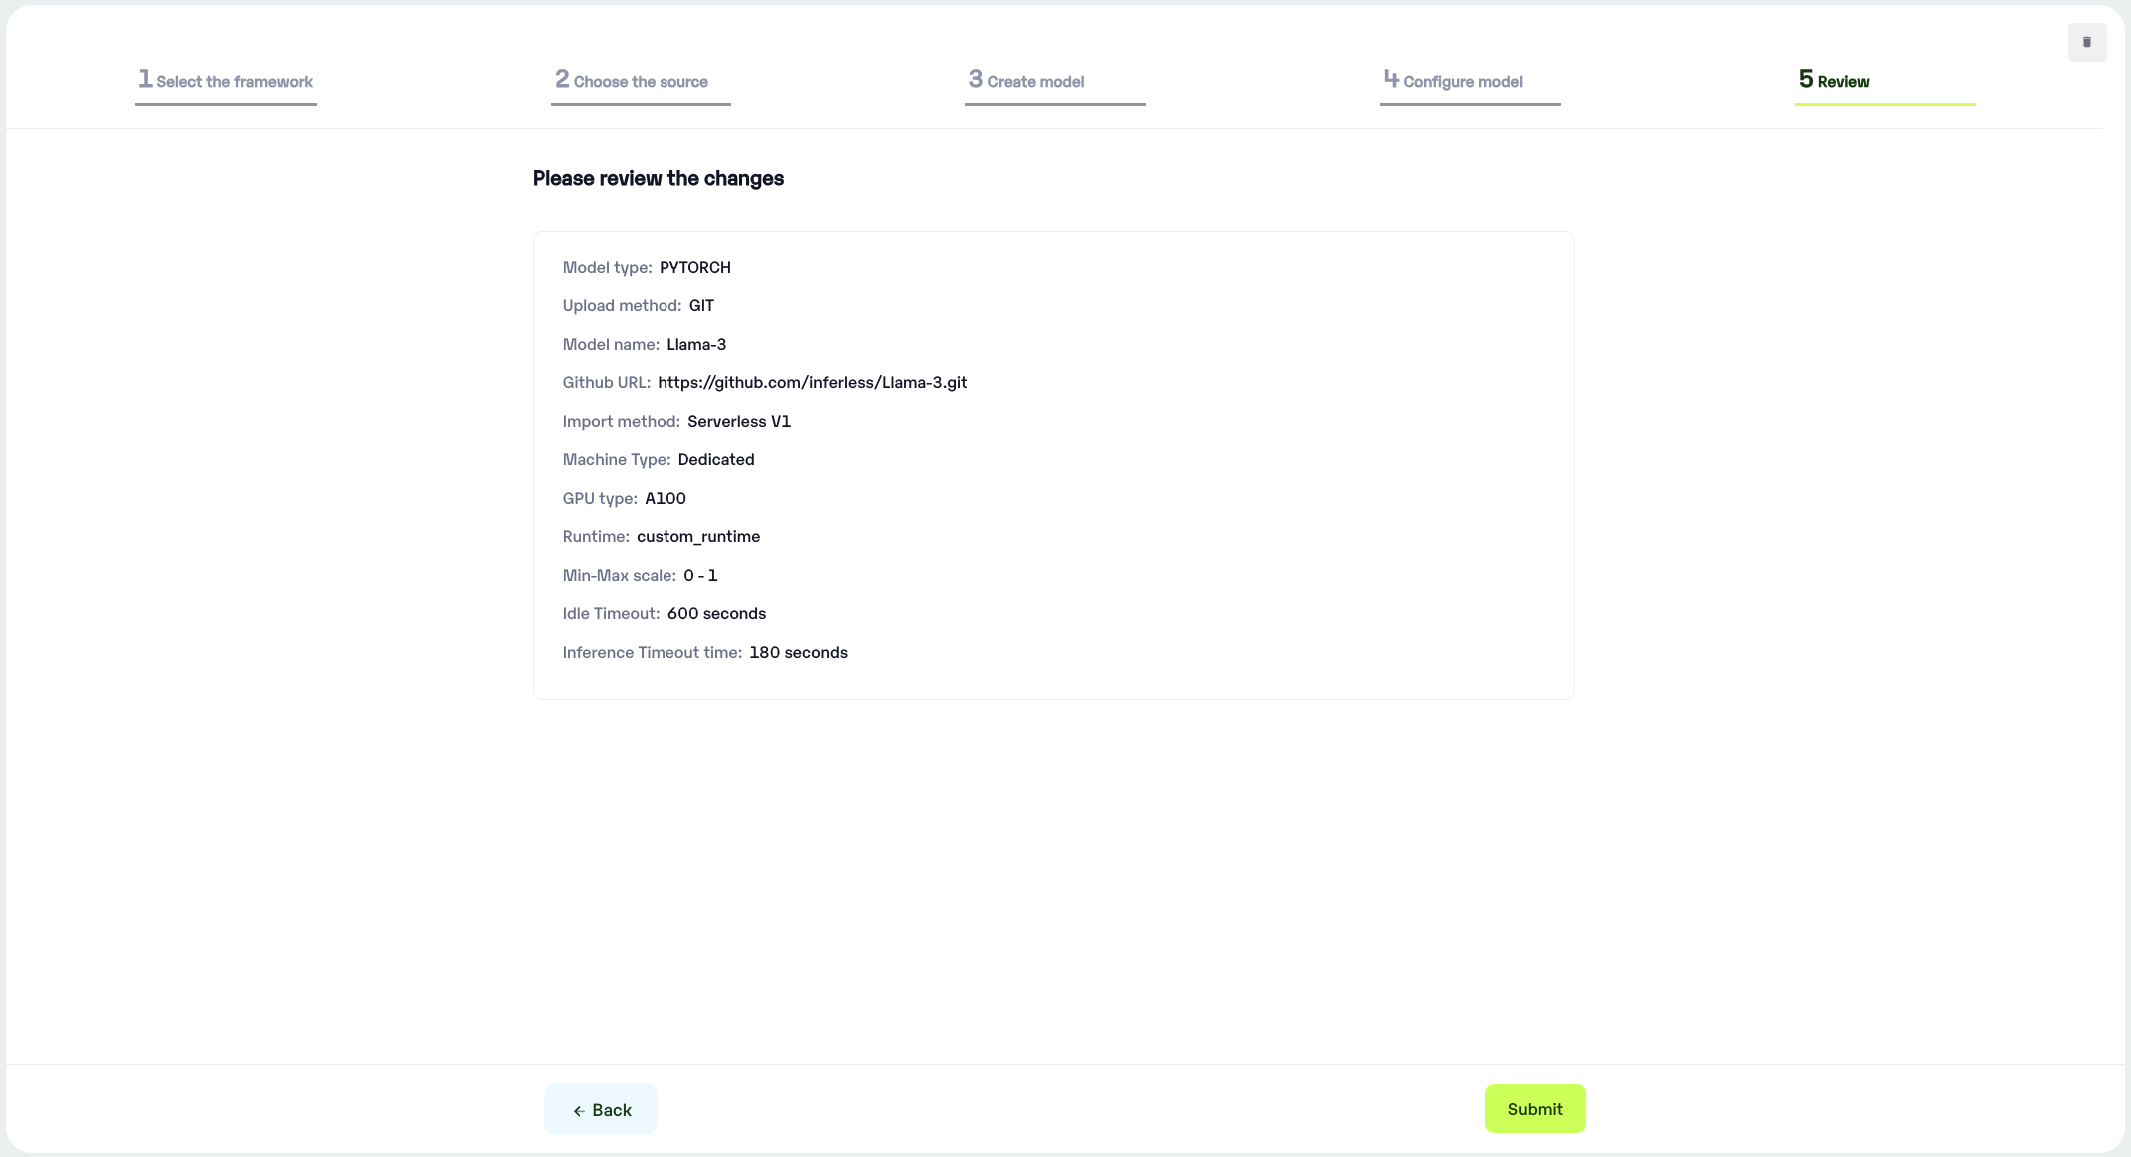 1 Select the framework
2 Choose the source
3 Create model
4 Configure model
5 Review
Please review the changes
Model type: PYTORCH
Upload method: GIT
Model name: Llama-3
Github URL: https://github.com/inferless/Llama-3.git
Import method: Serverless V1
Machine Type: Dedicated
GPU type: A100
Runtime: custom_runtime
Min-Max scale: 0 - 1
Idle Timeout: 600 seconds
Inference Timeout time: 180 seconds
← Back
Submit